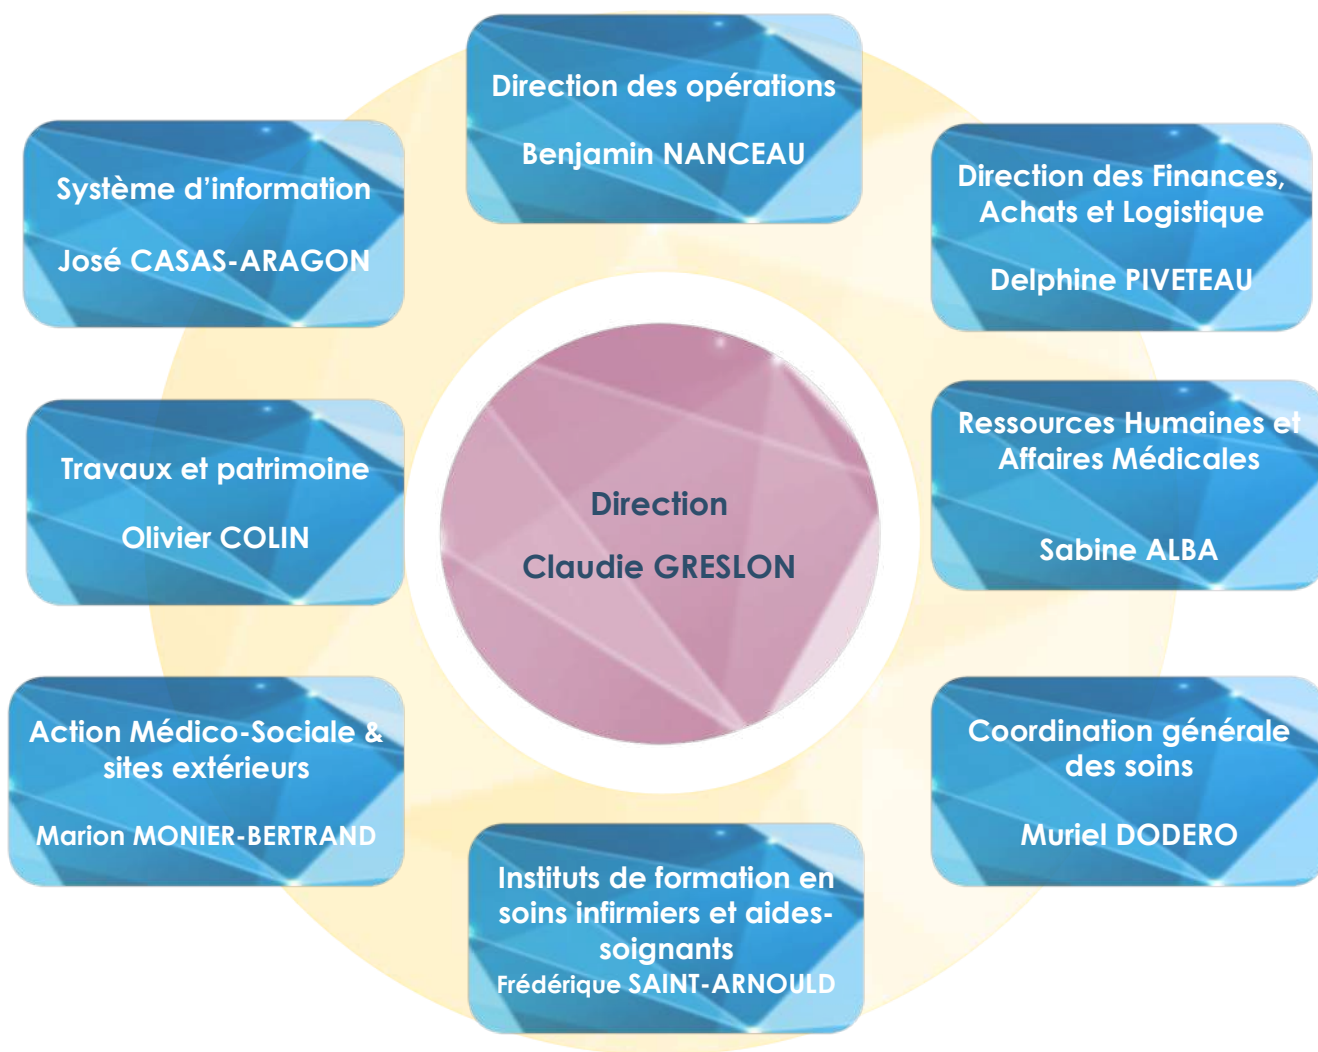 Direction des opérations
Benjamin NANCEAU
Système d’information
José CASAS-ARAGON
Direction des Finances,
Achats et Logistique
Delphine PIVETEAU
Travaux et patrimoine
Olivier COLIN
Direction
Claudie GRESLON
Ressources Humaines et
Affaires Médicales
Sabine ALBA
Action Médico-Sociale &
sites extérieurs
Marion MONIER-BERTRAND
Coordination générale
des soins
Muriel DODERO
Instituts de formation en
soins infirmiers et aides-
soignants
Frédérique SAINT-ARNOULD